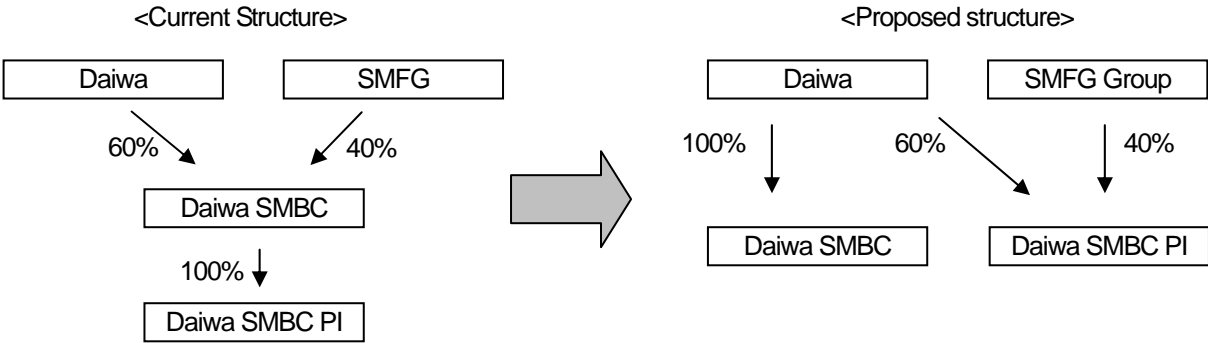 <Current Structure>
Daiwa
SMFG
60%
40%
Daiwa SMBC
100%
Daiwa SMBC PI
<Proposed structure>
Daiwa
SMFG Group
100%
60%
40%
Daiwa SMBC
Daiwa SMBC PI